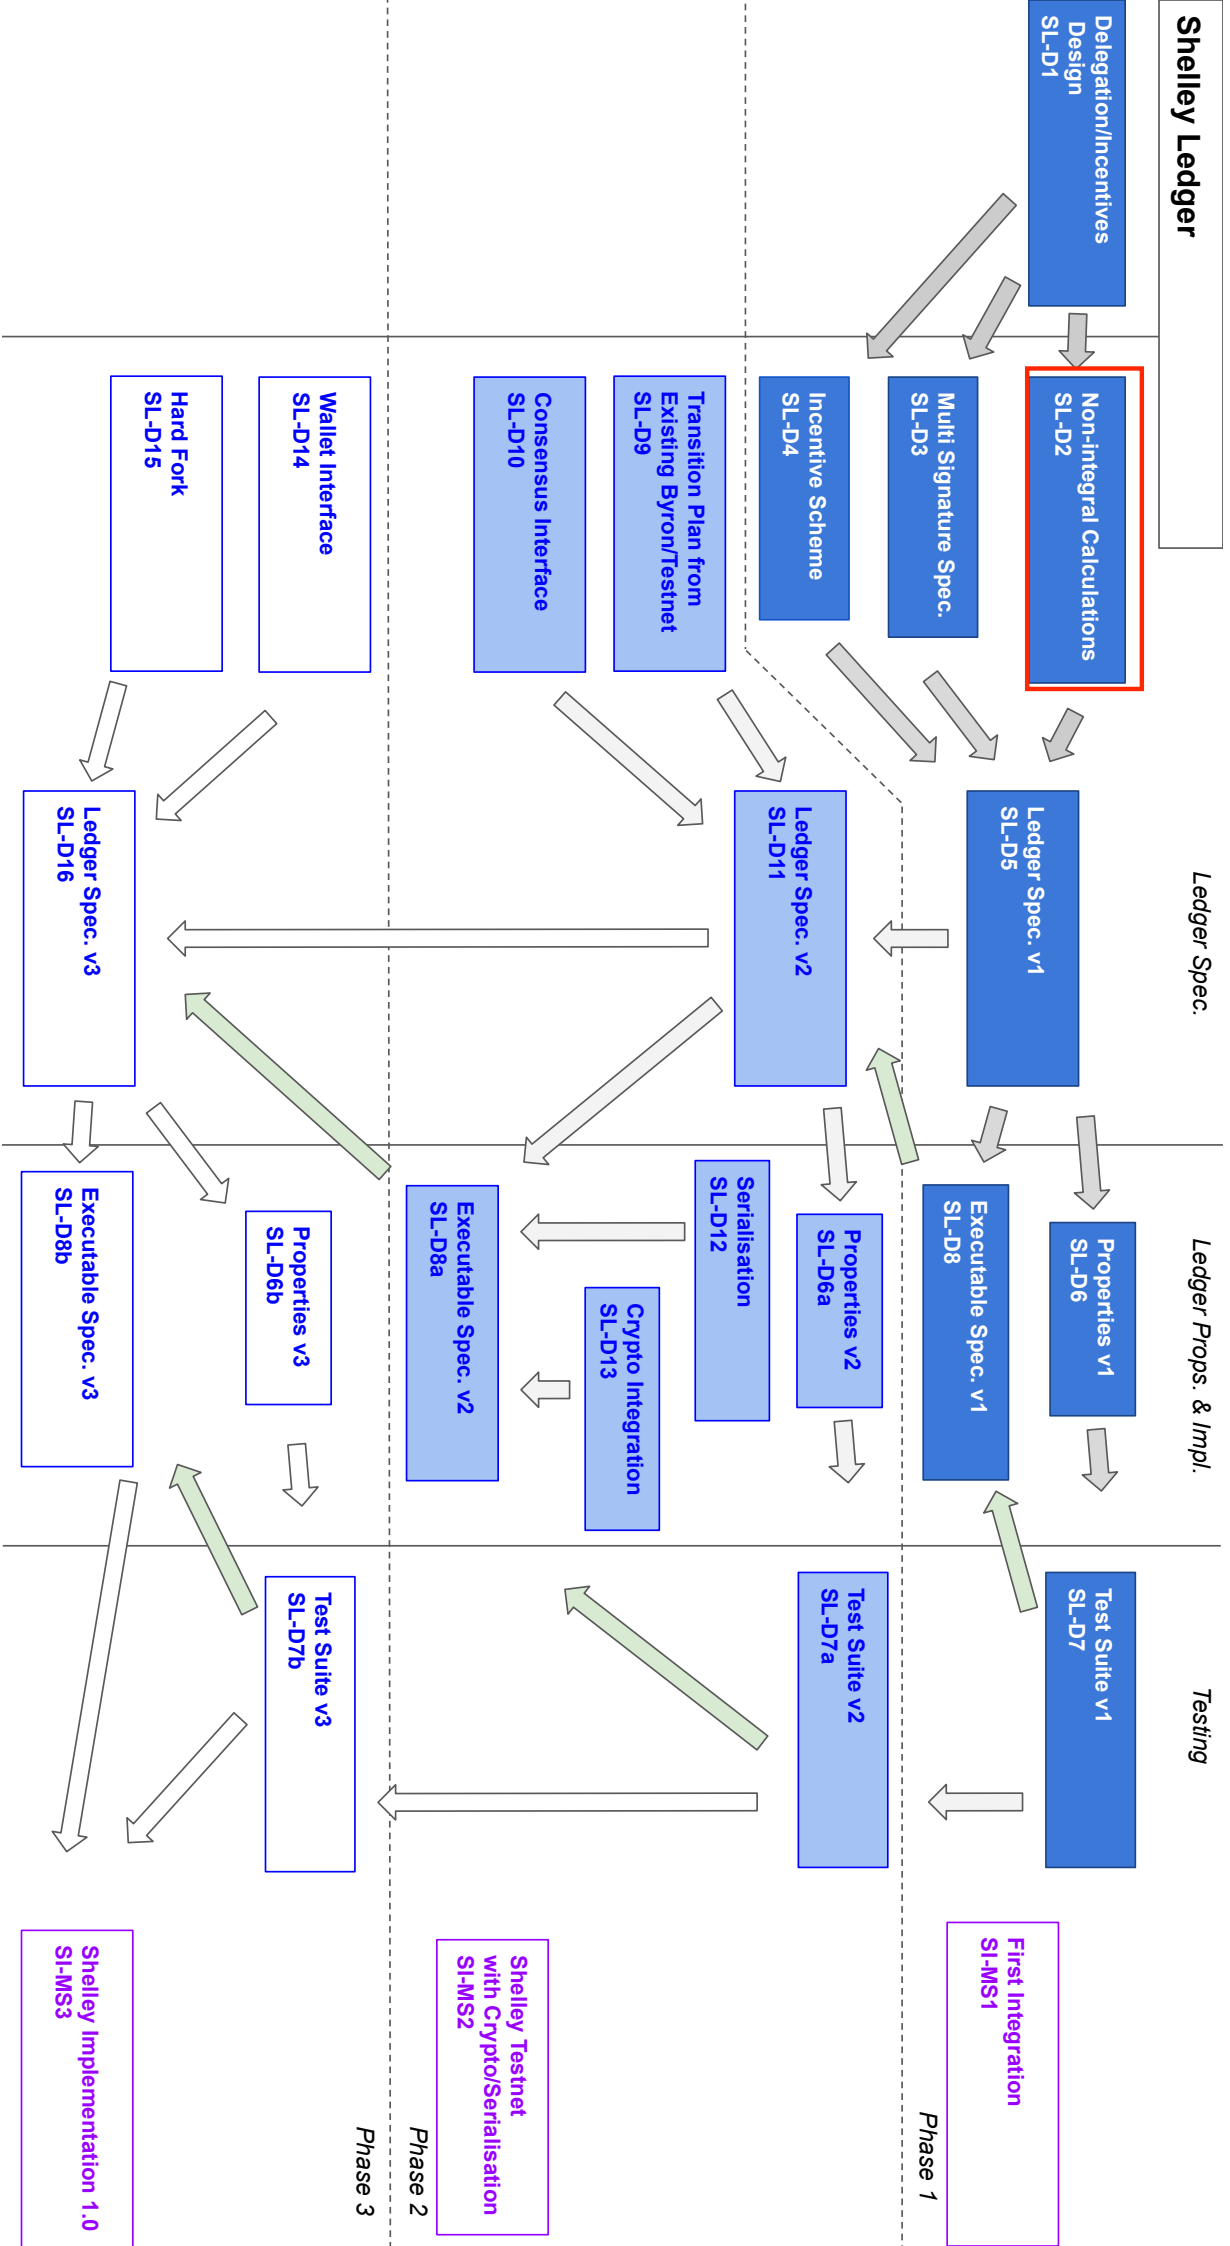 Shelley Ledger
Ledger Spec.
Ledger Props. & Impl.
Testing
Delegation/Incentives
Design
SL-D1
Non-integral Calculations
SL-D2
Multi Signature Spec.
SL-D3
Incentive Scheme
SL-D4
Ledger Spec. v1
SL-D5
Properties v1
SL-D6
Executable Spec. v1
SL-D8
Test Suite v1
SL-D7
First Integration
SI-MS1
Phase 1
Transition Plan from
Existing Byron/Testnet
SL-D9
Consensus Interface
SL-D10
Ledger Spec. v2
SL-D11
Properties v2
SL-D6a
Serialisation
SL-D12
Crypto Integration
SL-D13
Executable Spec. v2
SL-D8a
Test Suite v2
SL-D7a
Shelley Testnet
with Crypto/Serialisation
SI-MS2
Phase 2
Wallet Interface
SL-D14
Hard Fork
SL-D15
Ledger Spec. v3
SL-D16
Properties v3
SL-D6b
Executable Spec. v3
SL-D8b
Test Suite v3
SL-D7b
Shelley Implementation 1.0
SI-MS3
Phase 3